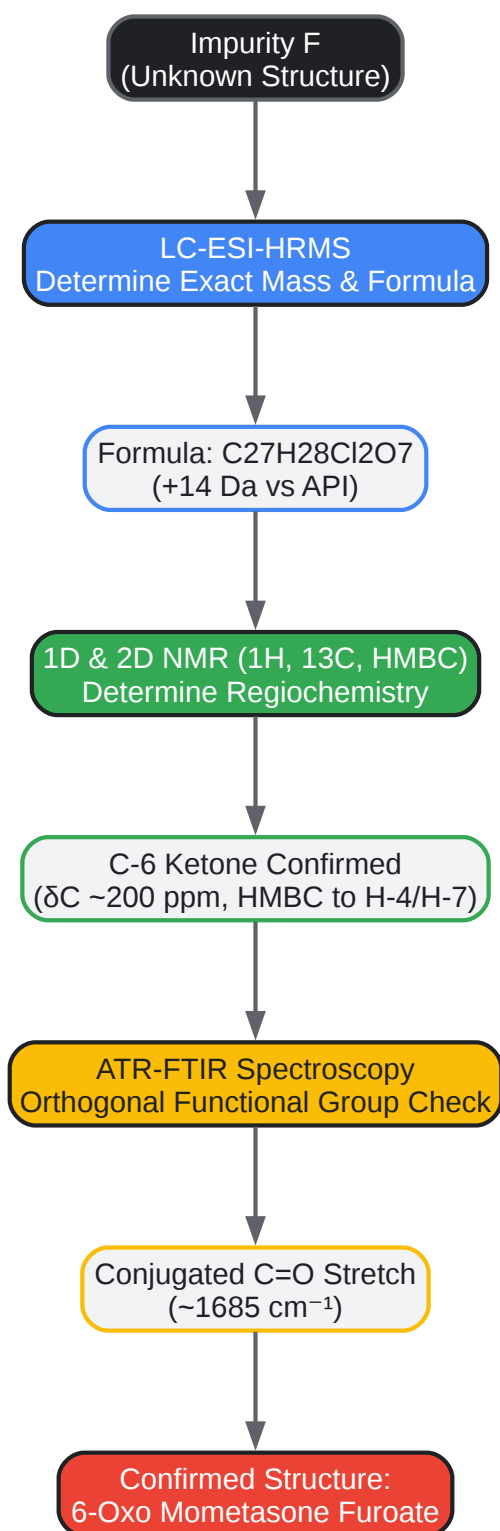 Impurity F
(Unknown Structure)
LC-ESI-HRMS
Determine Exact Mass & Formula
Formula: C27H28Cl2O7
(+14 Da vs API)
1D & 2D NMR (1H, 13C, HMBC)
Determine Regiochemistry
C-6 Ketone Confirmed
(δC ~200 ppm, HMBC to H-4/H-7)
ATR-FTIR Spectroscopy
Orthogonal Functional Group Check
Conjugated C=O Stretch
(~1685 cm⁻¹)
Confirmed Structure:
6-Oxo Mometasone Furoate